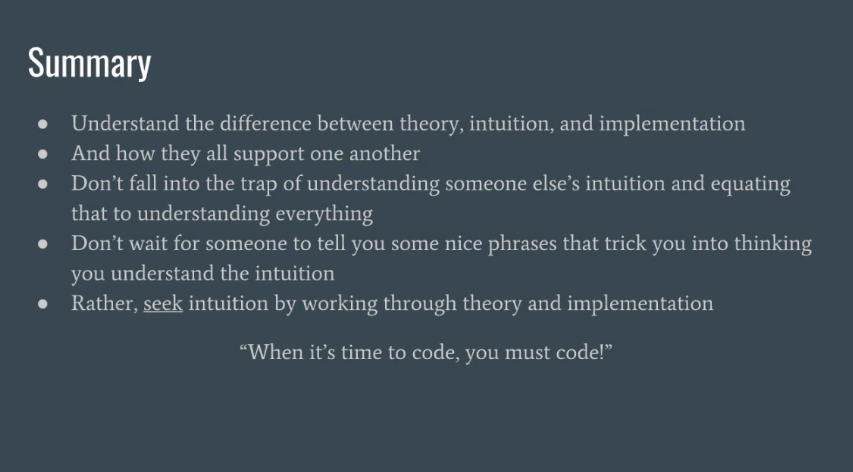 Summary
● Understand the difference between theory, intuition, and implementation
● And how they all support one another
● Don’t fall into the trap of understanding someone else’s intuition and equating
that to understanding everything
● Don’t wait for someone to tell you some nice phrases that trick you into thinking
you understand the intuition
● Rather, seek intuition by working through theory and implementation
“When it’s time to code, you must code!”